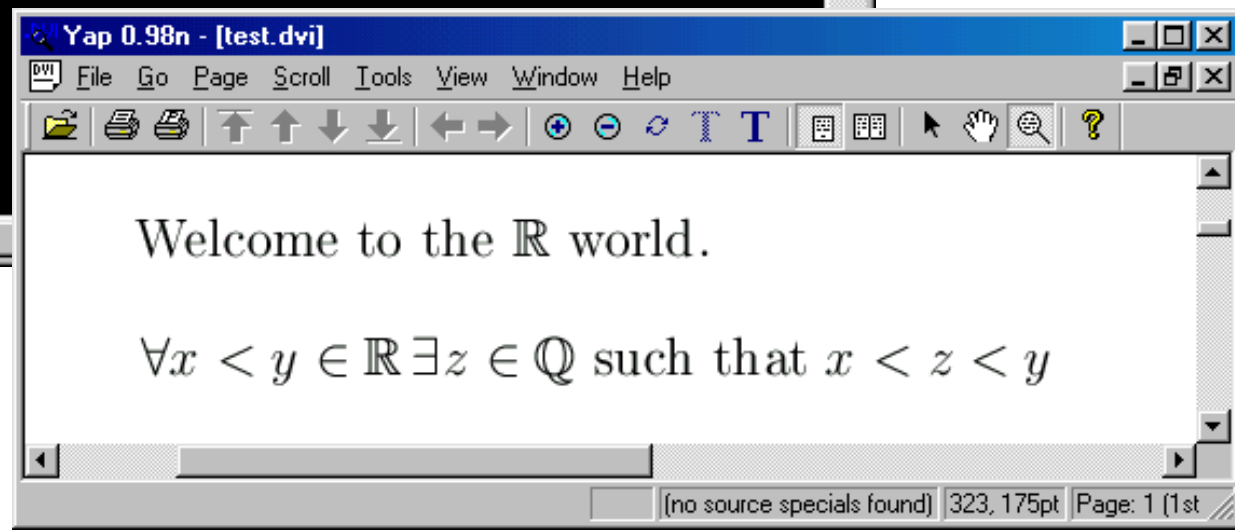 Yap 0.98n - [test.dvi]
File Go Page Scroll Tools View Window Help
Welcome to the ℝ world.
∀x < y ∈ ℝ ∃z ∈ ℚ such that x < z < y
(no source specials found) 323, 175pt Page: 1 (1st